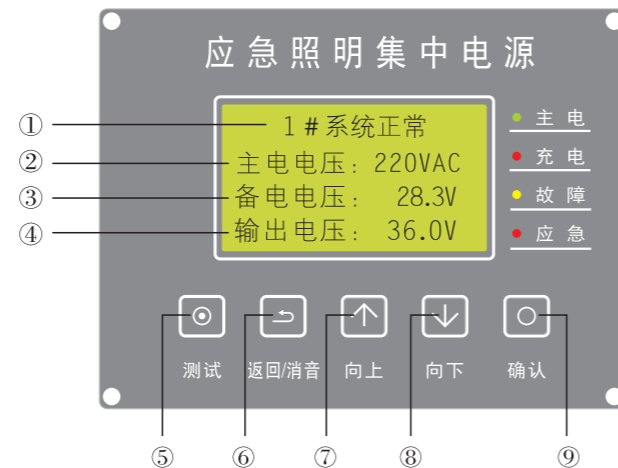 应急照明集中电源
① 1#系统正常
② 主电电压: 220VAC
③ 备电电压: 28.3V
④ 输出电压: 36.0V
主电
充电
故障
应急
测试 返回/消音 向上 向下 确认
⑤ ⑥ ⑦ ⑧ ⑨